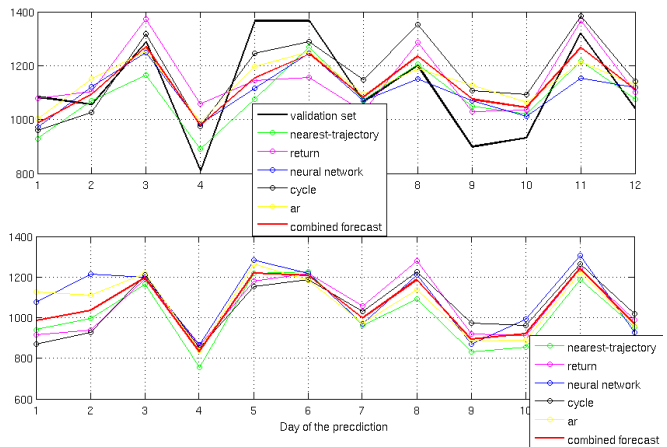 1400
1200
1000
800
1 2 3 4 5 6 7 8 9 10 11 12
validation set
nearest-trajectory
return
neural network
cycle
ar
combined forecast
1400
1200
1000
800
600
1 2 3 4 5 6 7 8 9 10
Day of the precdiction
nearest-trajectory
return
neural network
cycle
ar
combined forecast